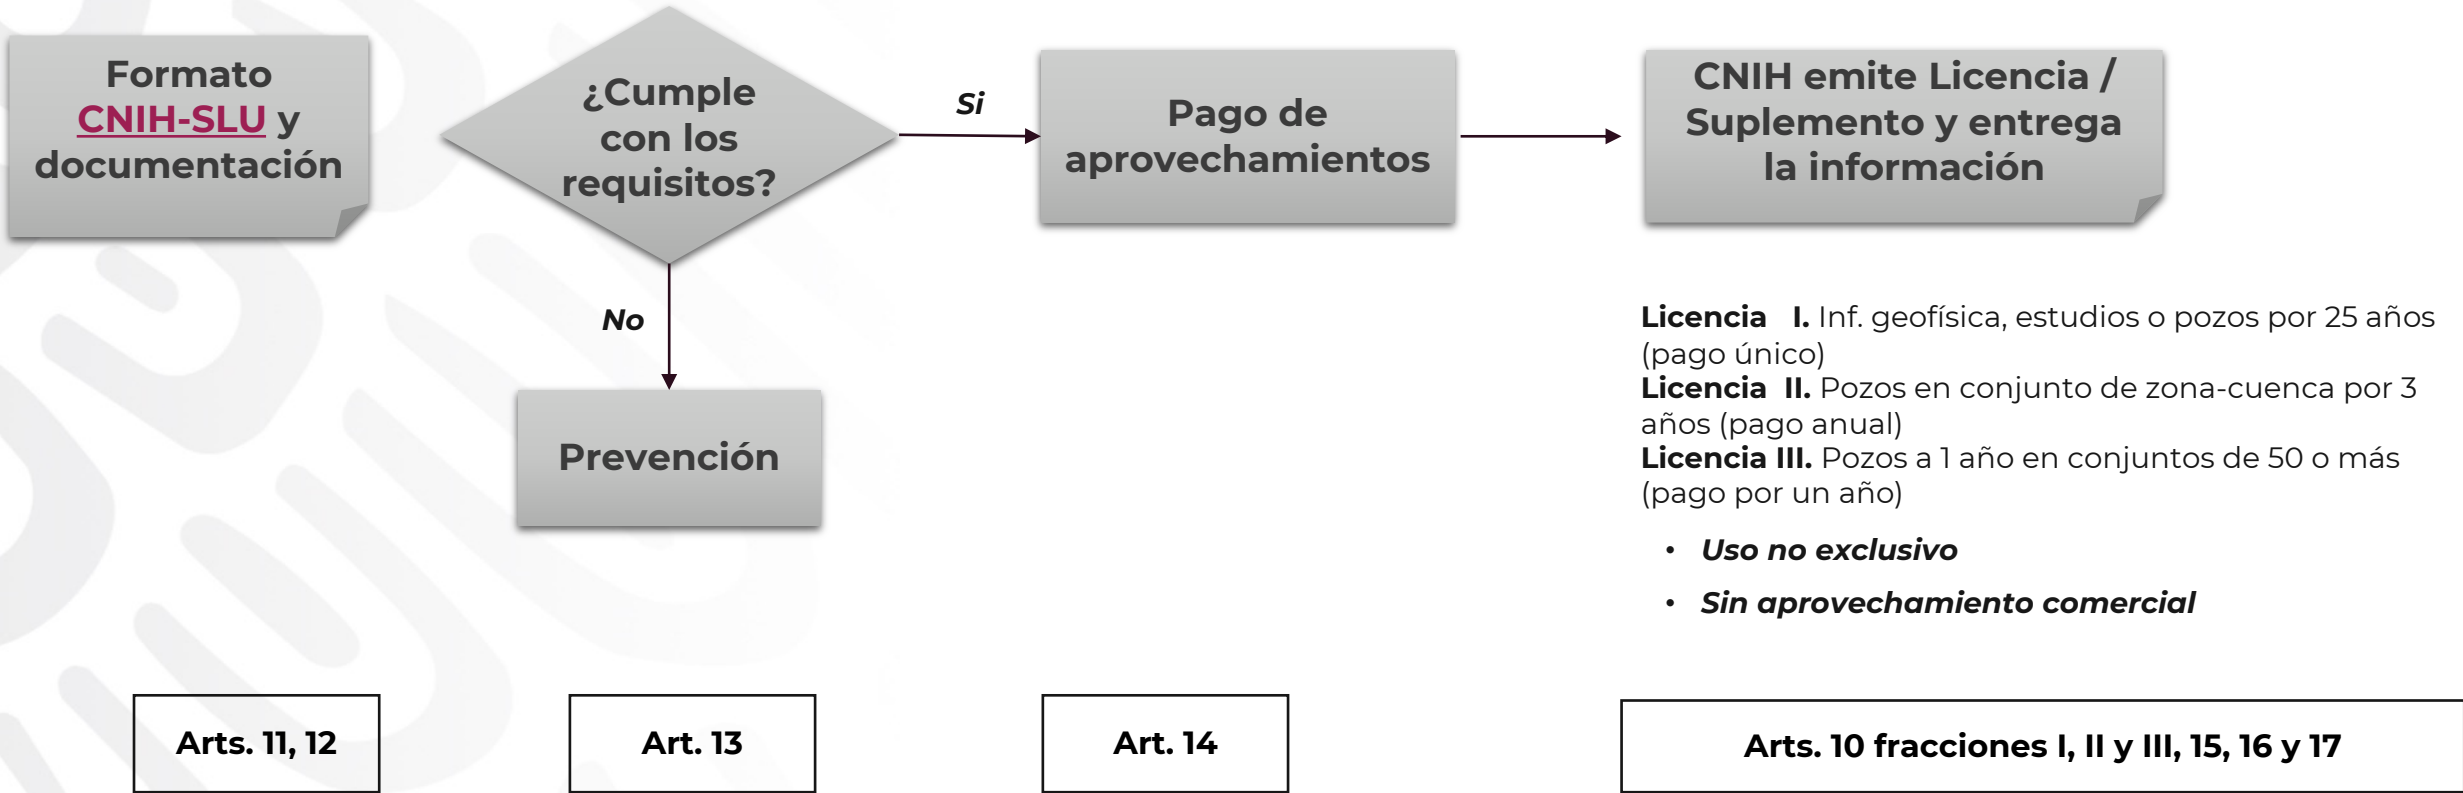 Formato
CNIH-SLU y
documentación
¿Cumple
con los
requisitos?
Si
No
Prevención
Pago de
aprovechamientos
CNIH emite Licencia /
Suplemento y entrega
la información
Licencia I. Inf. geofísica, estudios o pozos por 25 años
(pago único)
Licencia II. Pozos en conjunto de zona-cuenca por 3
años (pago anual)
Licencia III. Pozos a 1 año en conjuntos de 50 o más
(pago por un año)
• Uso no exclusivo
• Sin aprovechamiento comercial
Arts. 11, 12
Art. 13
Art. 14
Arts. 10 fracciones I, II y III, 15, 16 y 17